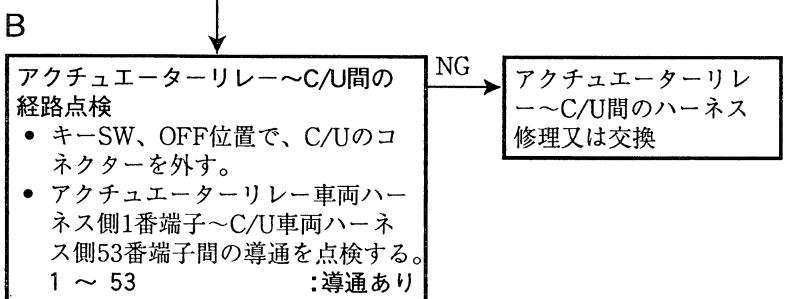 B
アクチュエーターリレー～C/U間の
経路点検
● キーSW、OFF位置で、C/Uのコ
ネクターを外す。
● アクチュエーターリレー車両ハー
ネス側1番端子～C/U車両ハーネ
ス側53番端子間の導通を点検する。
1 ～ 53 :導通あり
NG
アクチュエーターリレ
ー～C/U間のハーネス
修理又は交換